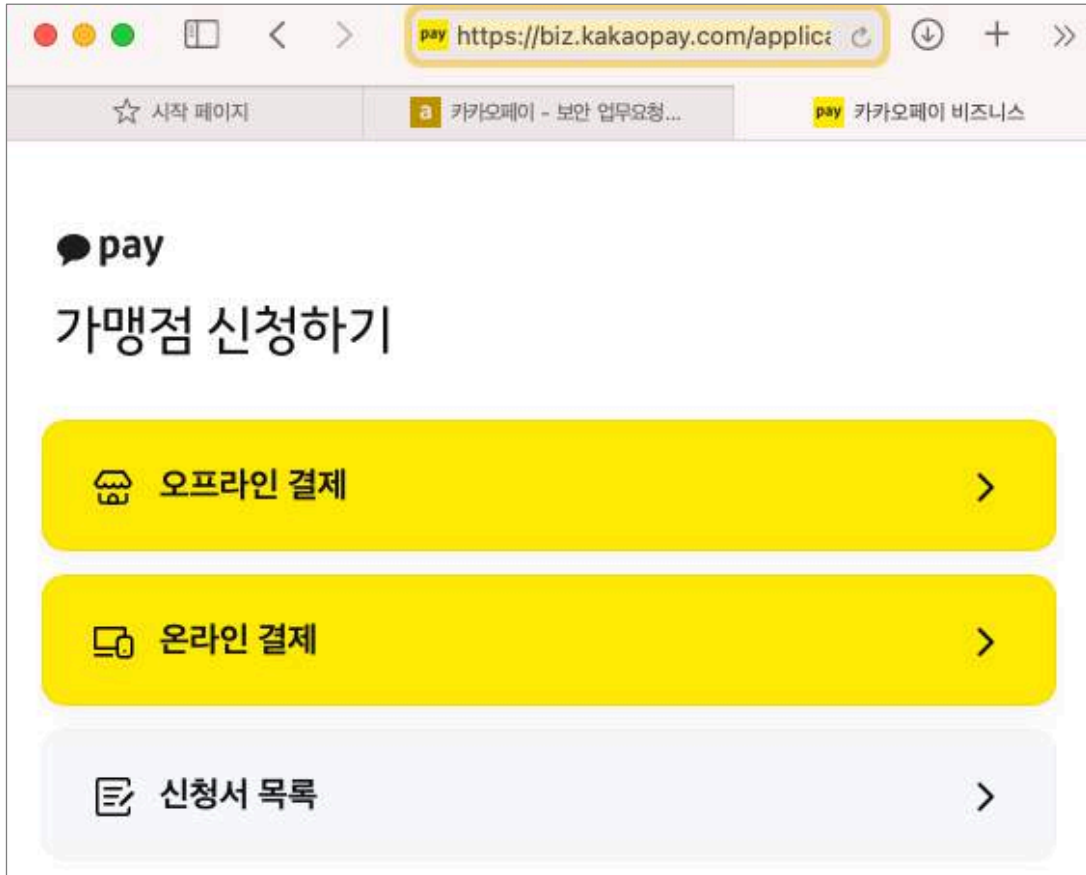 pay https://biz.kakaopay.com/applica
시작 페이지
a 카카오페이 - 보안 업무요청...
pay 카카오페이 비즈니스
pay
가맹점 신청하기
오프라인 결제
온라인 결제
신청서 목록